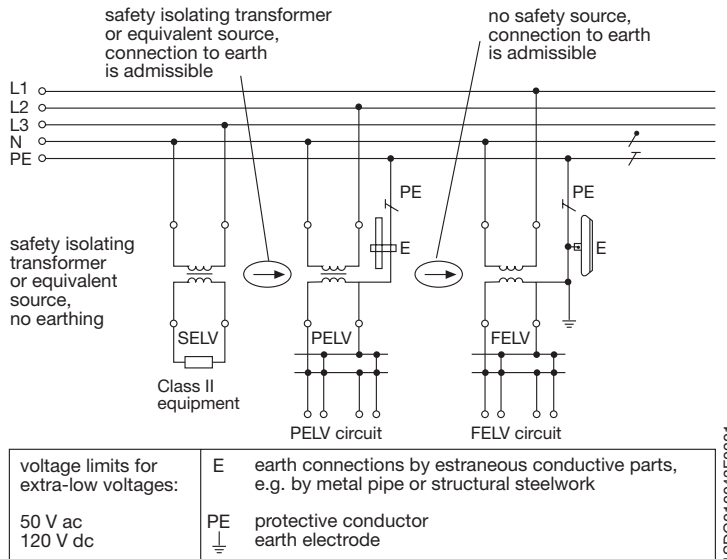 safety isolating transformer
or equivalent source,
connection to earth
is admissible
no safety source,
connection to earth
is admissible
L1
L2
L3
N
PE
PE
PE
E
E
safety isolating
transformer
or equivalent
source,
no earthing
SELV
PELV
FELV
Class II
equipment
PELV circuit
FELV circuit
voltage limits for
extra-low voltages:
50 V ac
120 V dc
E earth connections by estraneous conductive parts,
e.g. by metal pipe or structural steelwork
PE protective conductor
earth electrode